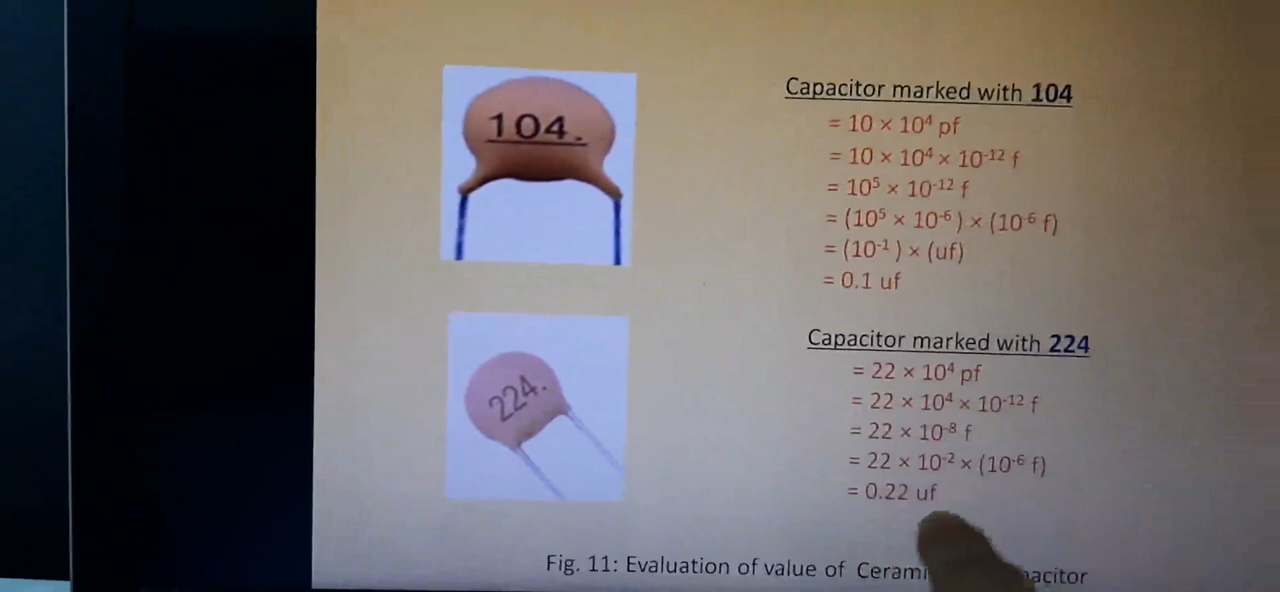 104.
Capacitor marked with 104
= 10 × 10⁴ pf
= 10 × 10⁴ × 10⁻¹² f
= 10⁵ × 10⁻¹² f
= (10⁵ × 10⁻⁶ ) × (10⁻⁶ f)
= (10⁻¹ ) × (uf)
= 0.1 uf
224.
Capacitor marked with 224
= 22 × 10⁴ pf
= 22 × 10⁴ × 10⁻¹² f
= 22 × 10⁻⁸ f
= 22 × 10⁻² × (10⁻⁶ f)
= 0.22 uf
Fig. 11: Evaluation of value of